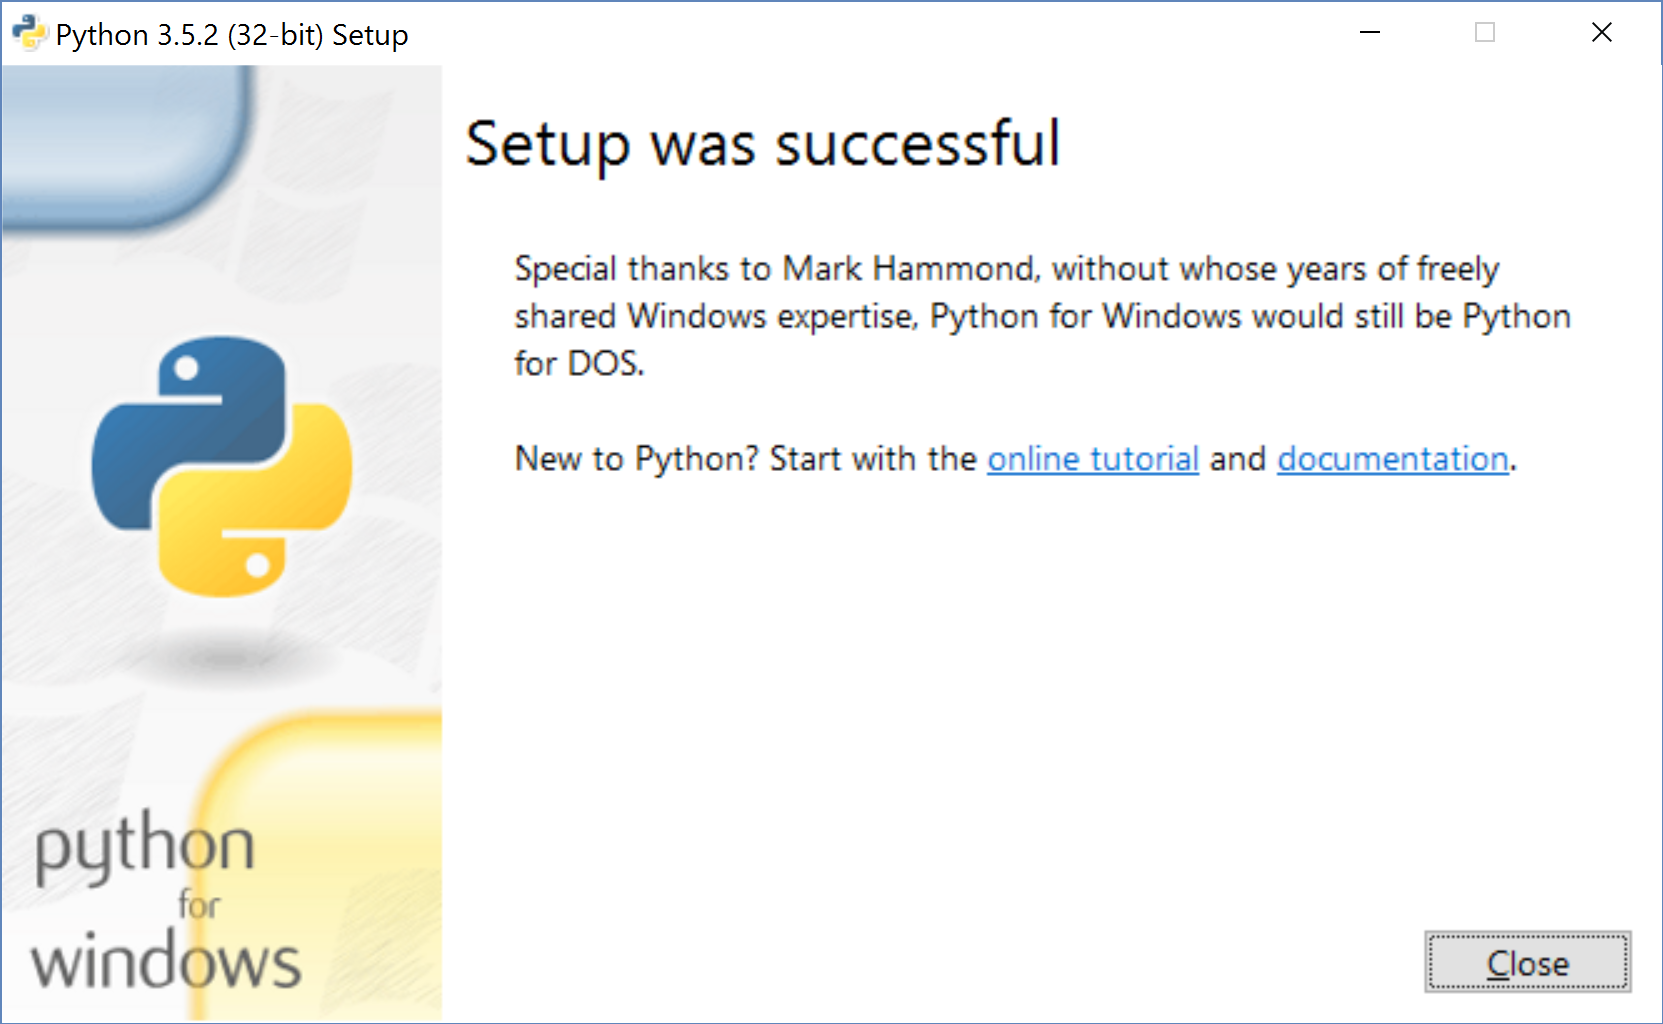 Python 3.5.2 (32-bit) Setup
Setup was successful
Special thanks to Mark Hammond, without whose years of freely
shared Windows expertise, Python for Windows would still be Python
for DOS.
New to Python? Start with the online tutorial and documentation.
python
for
windows
Close